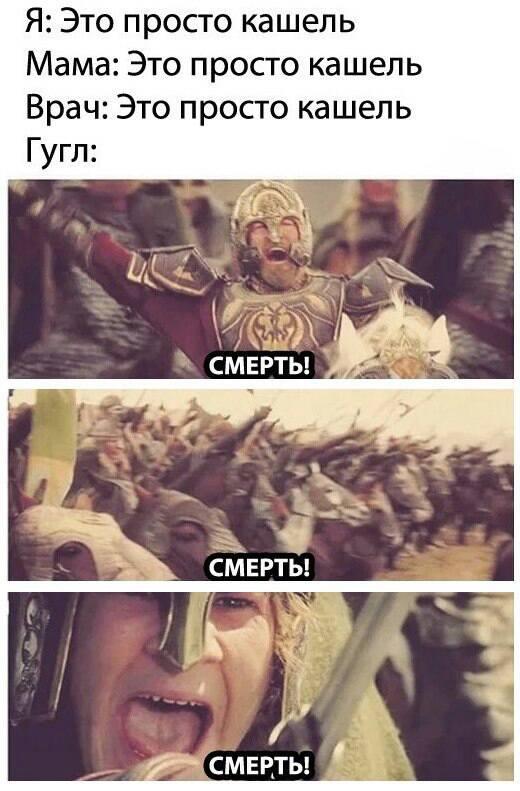 Я: Это просто кашель
Мама: Это просто кашель
Врач: Это просто кашель
Гугл:
СМЕРТЬ!
СМЕРТЬ!
СМЕРТЬ!